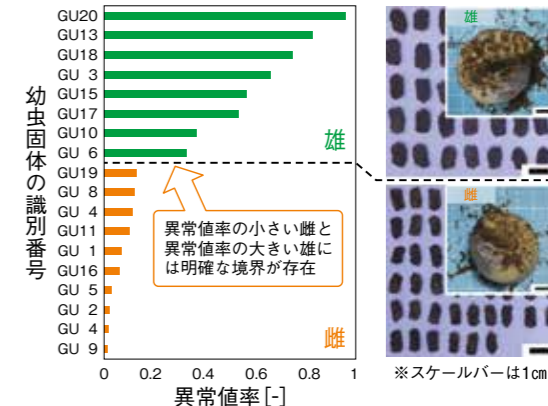 幼虫固体の識別番号
GU20
GU13
GU18
GU 3
GU15
GU17
GU10
GU 6
GU19
GU 8
GU 4
GU11
GU 1
GU16
GU 5
GU 2
GU 4
GU 9
雄
異常値率の小さい雌と
異常値率の大きい雄に
は明確な境界が存在
雌
0 0.2 0.4 0.6 0.8 1
異常値率[-]
雄
雌
※スケールバーは1cm